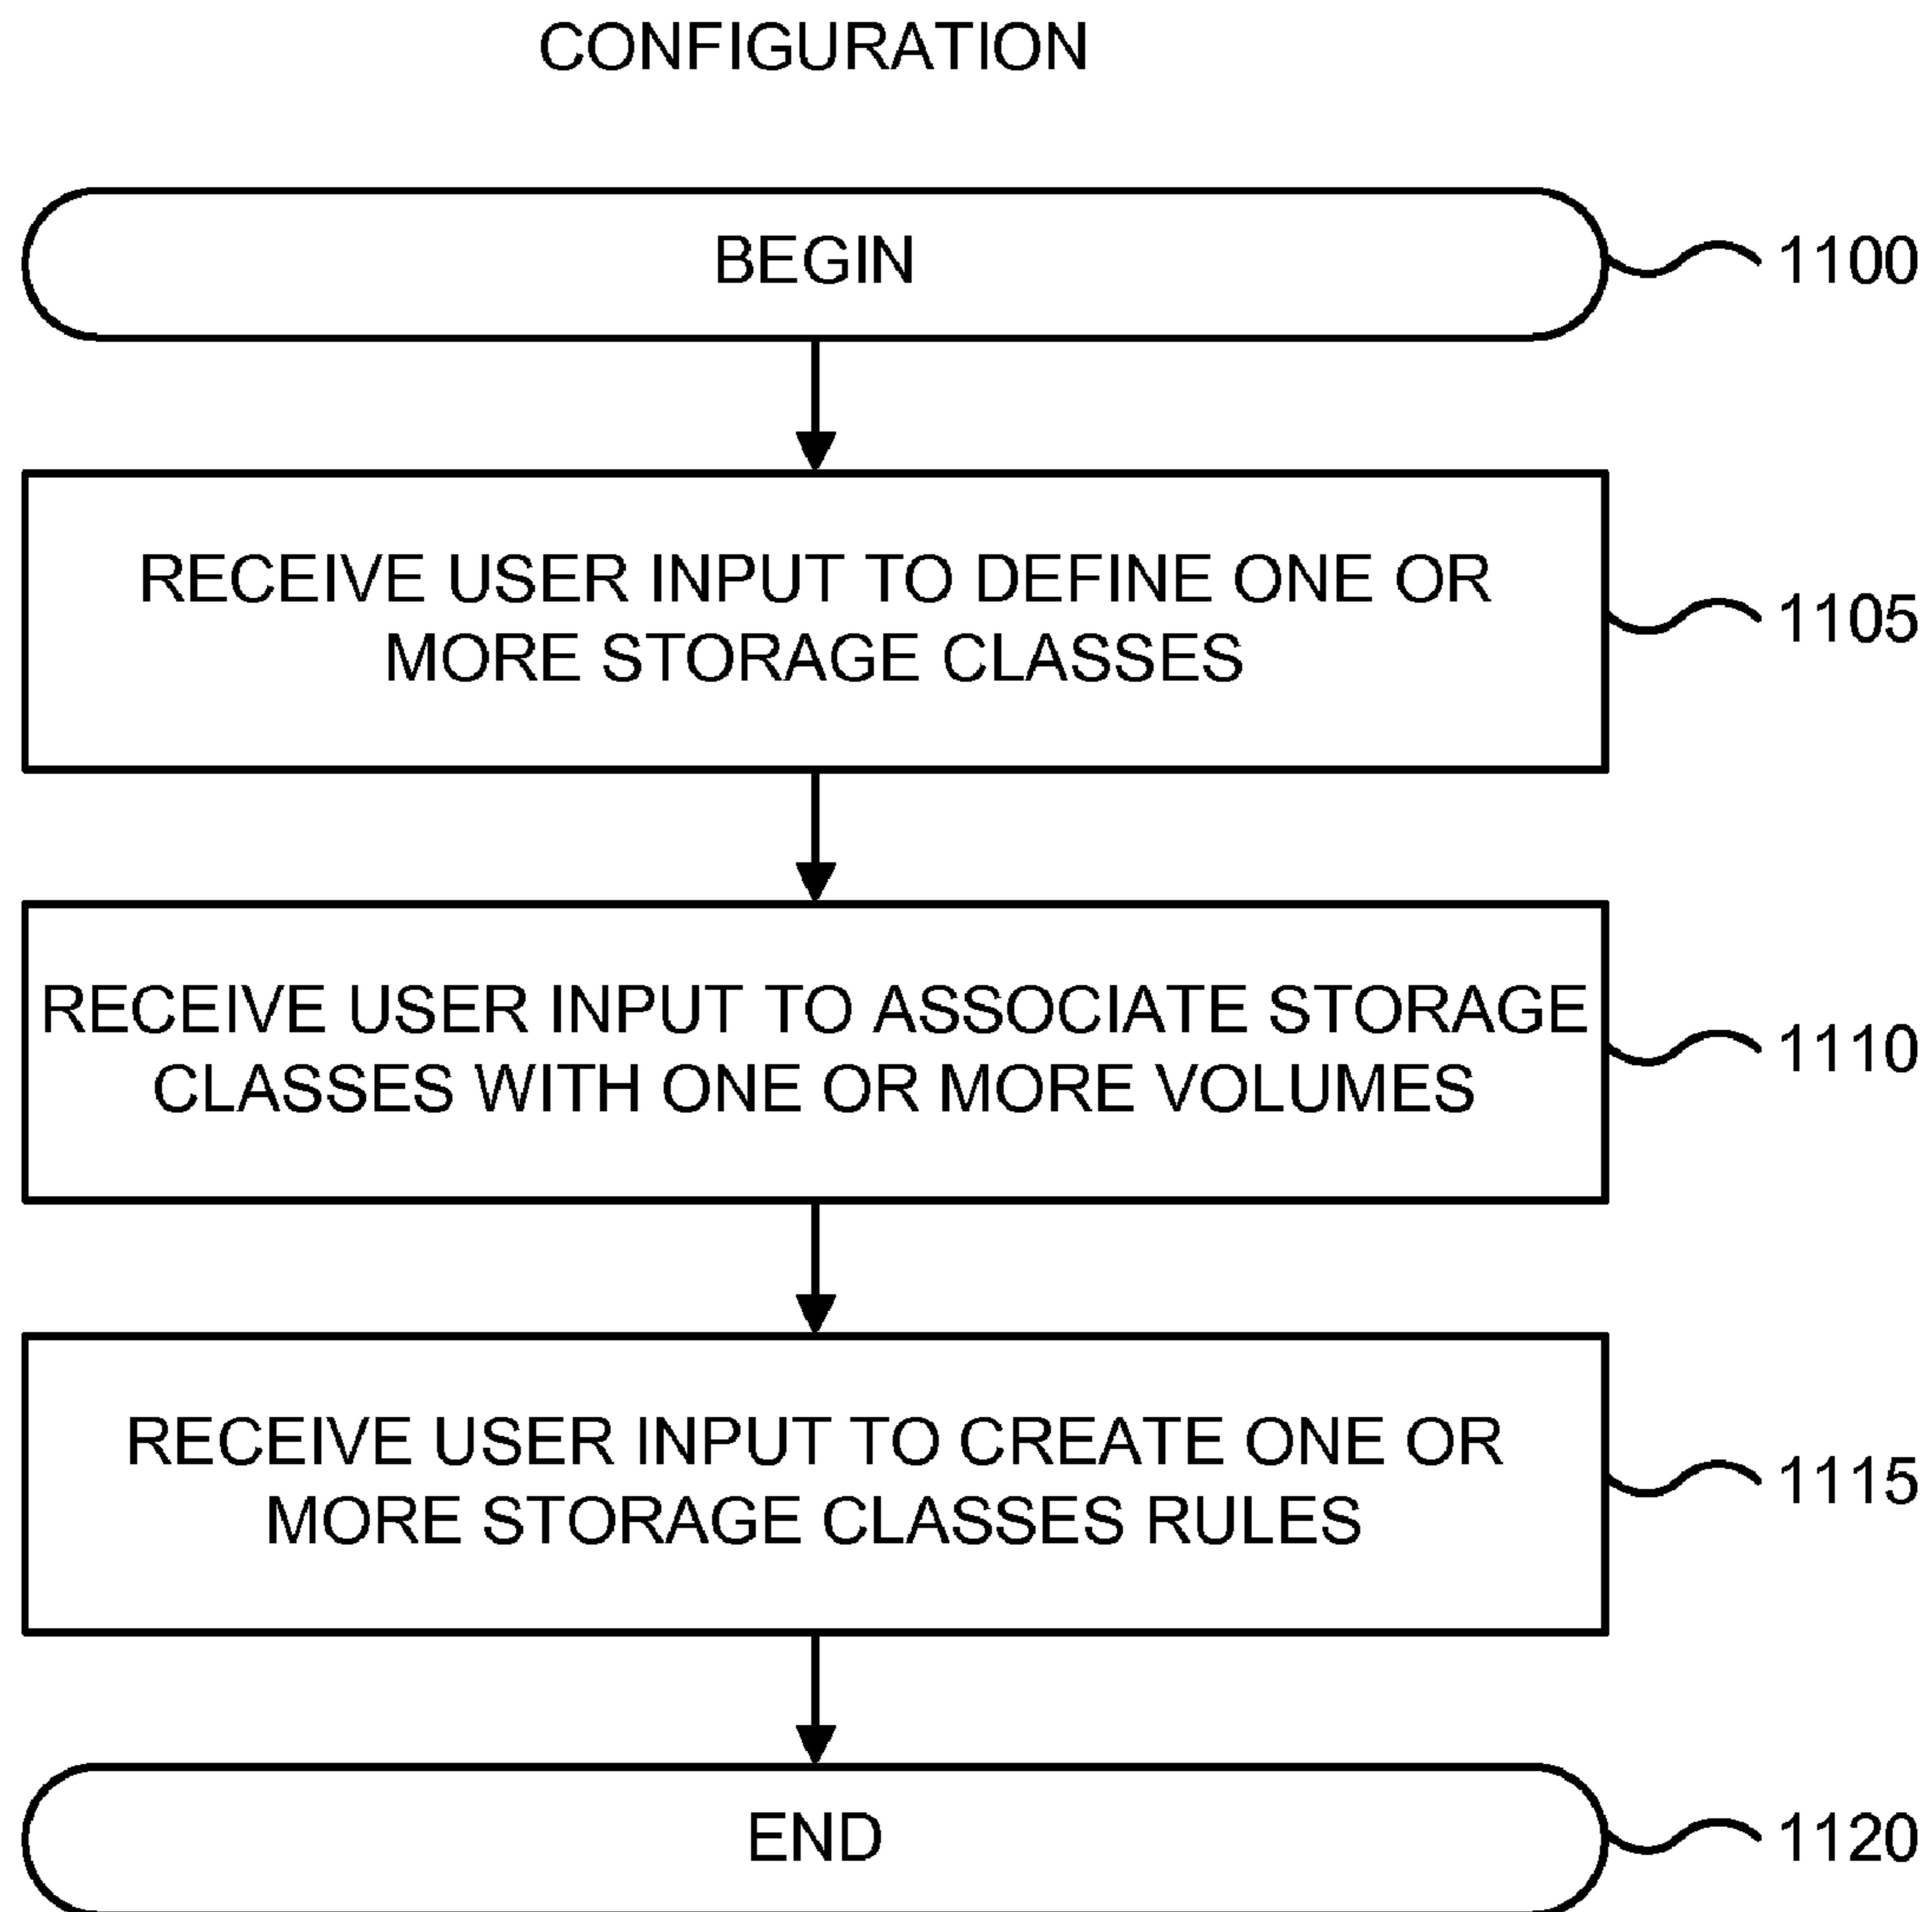 CONFIGURATION
BEGIN
1100
RECEIVE USER INPUT TO DEFINE ONE OR
MORE STORAGE CLASSES
1105
RECEIVE USER INPUT TO ASSOCIATE STORAGE
CLASSES WITH ONE OR MORE VOLUMES
1110
RECEIVE USER INPUT TO CREATE ONE OR
MORE STORAGE CLASSES RULES
1115
END
1120